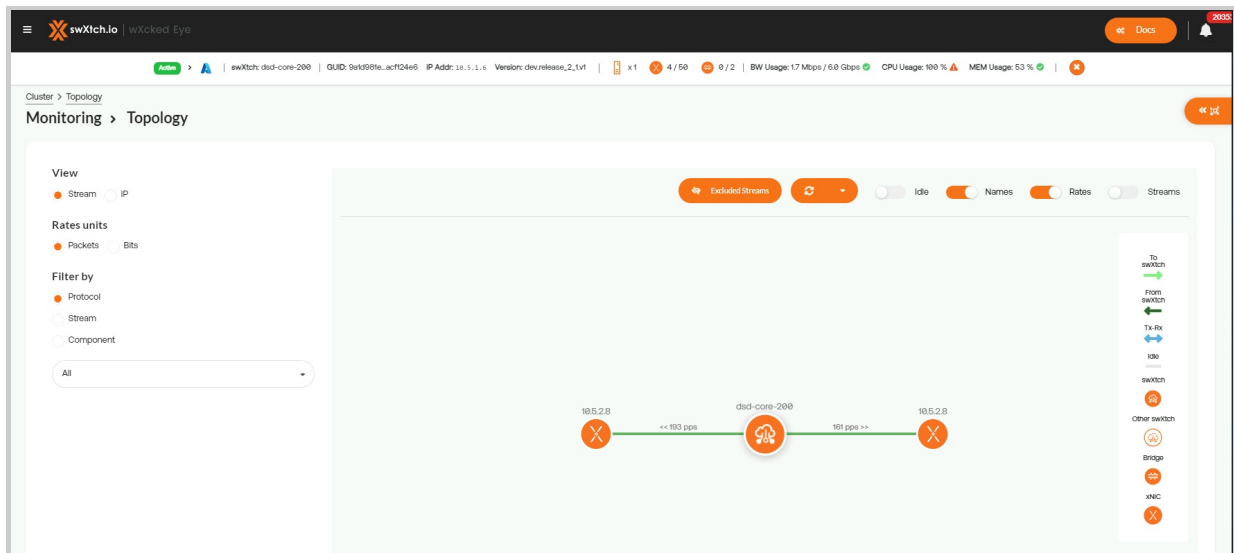 swXtch.io | wXcked Eye
Docs
Active > | swXtch: dsd-core-200 | GUID: 9a1d981e_acf124e6 IP Addr: 10.5.1.6 Version: dev.release_2_1.v1 | x 1 4 / 50 0 / 2 | BW Usage: 1.7 Mbps / 6.0 Gbps CPU Usage: 100 % MEM Usage: 53 % |
Cluster > Topology
Monitoring > Topology
View
Stream IP
Rates units
Packets Bits
Filter by
Protocol
Stream
Component
All
Excluded Streams
Idle
Names
Rates
Streams
10.5.2.8
<< 193 pps
dsd-core-200
161 pps >>
10.5.2.8
To
swXtch
From
swXtch
Tx-Rx
Idle
swXtch
Other swXtch
Bridge
xNIC